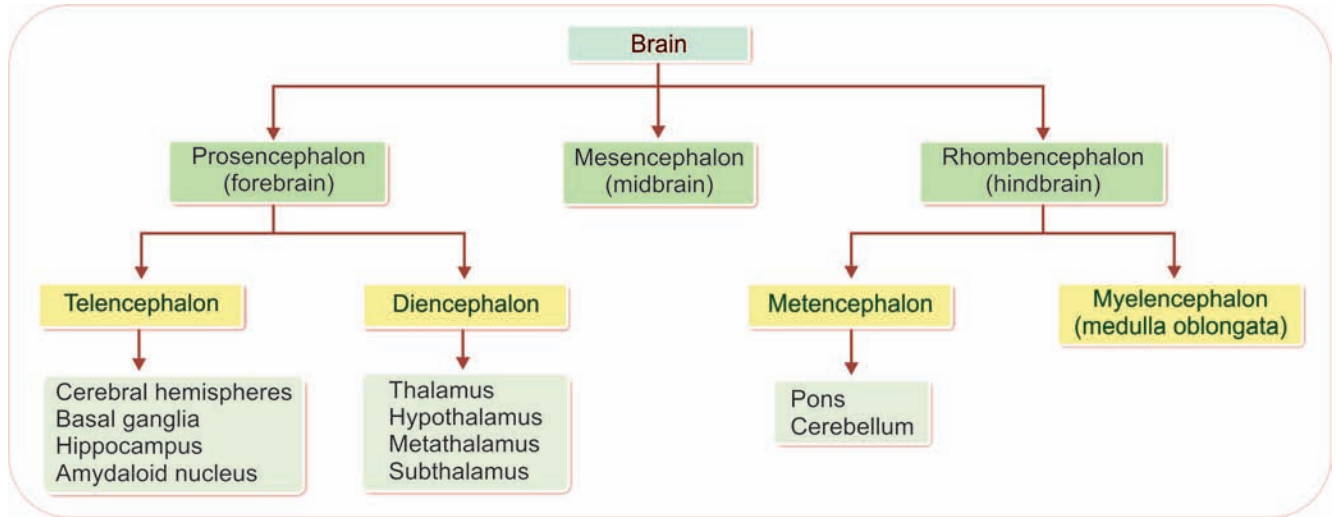 Brain
Prosencephalon
(forebrain)
Mesencephalon
(midbrain)
Rhombencephalon
(hindbrain)
Telencephalon
Diencephalon
Metencephalon
Myelencephalon
(medulla oblongata)
Cerebral hemispheres
Basal ganglia
Hippocampus
Amydaloid nucleus
Thalamus
Hypothalamus
Metathalamus
Subthalamus
Pons
Cerebellum